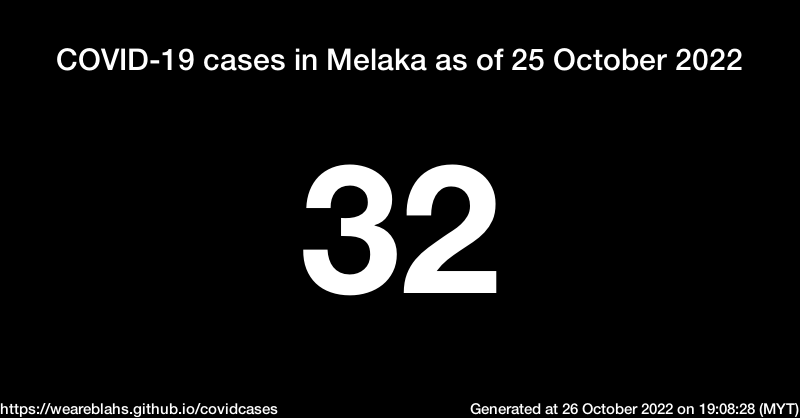 COVID-19 cases in Melaka as of 25 October 2022
32
https://weareblahs.github.io/covidcases
Generated at 26 October 2022 on 19:08:28 (MYT)